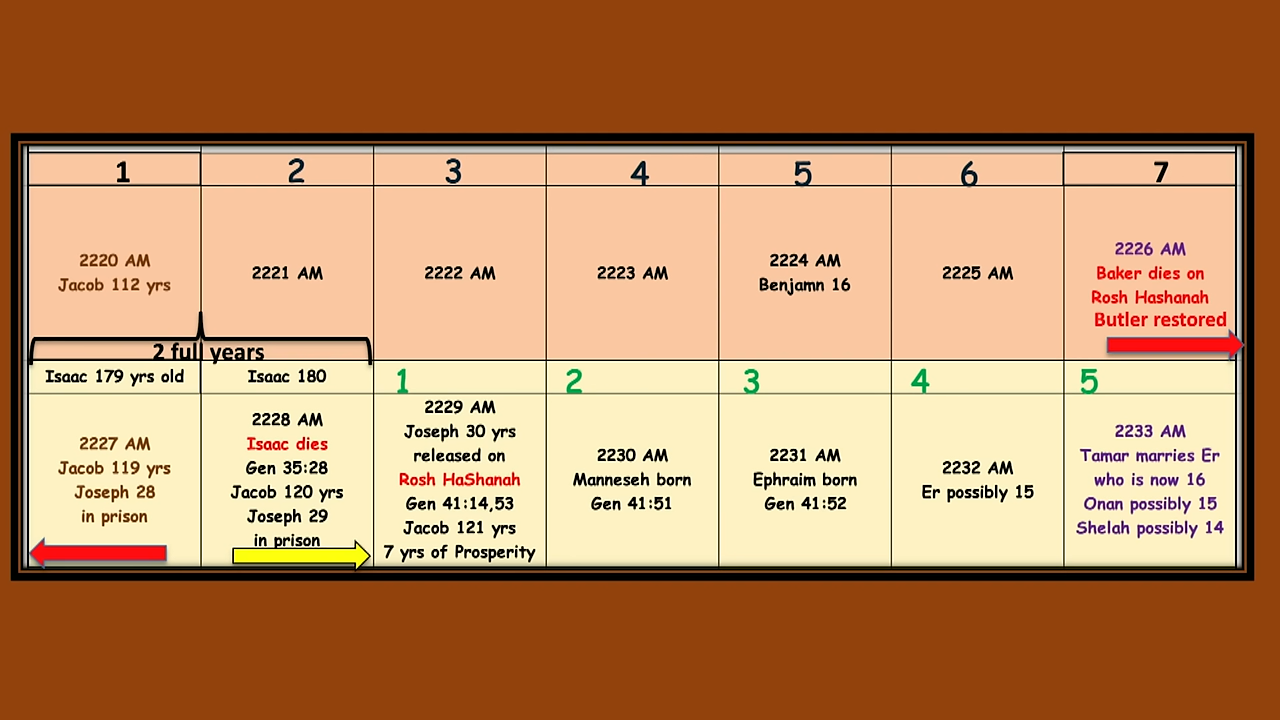 1
2
3
4
5
6
7
2220 AM
Jacob 112 yrs
2221 AM
2222 AM
2223 AM
2224 AM
Benjamn 16
2225 AM
2226 AM
Baker dies on
Rosh Hashanah
Butler restored
2 full years
Isaac 179 yrs old
Isaac 180
1
2
3
4
5
2227 AM
Jacob 119 yrs
Joseph 28
in prison
2228 AM
Isaac dies
Gen 35:28
Jacob 120 yrs
Joseph 29
in prison
2229 AM
Joseph 30 yrs
released on
Rosh HaShanah
Gen 41:14,53
Jacob 121 yrs
7 yrs of Prosperity
2230 AM
Manneseh born
Gen 41:51
2231 AM
Ephraim born
Gen 41:52
2232 AM
Er possibly 15
2233 AM
Tamar marries Er
who is now 16
Onan possibly 15
Shelah possibly 14